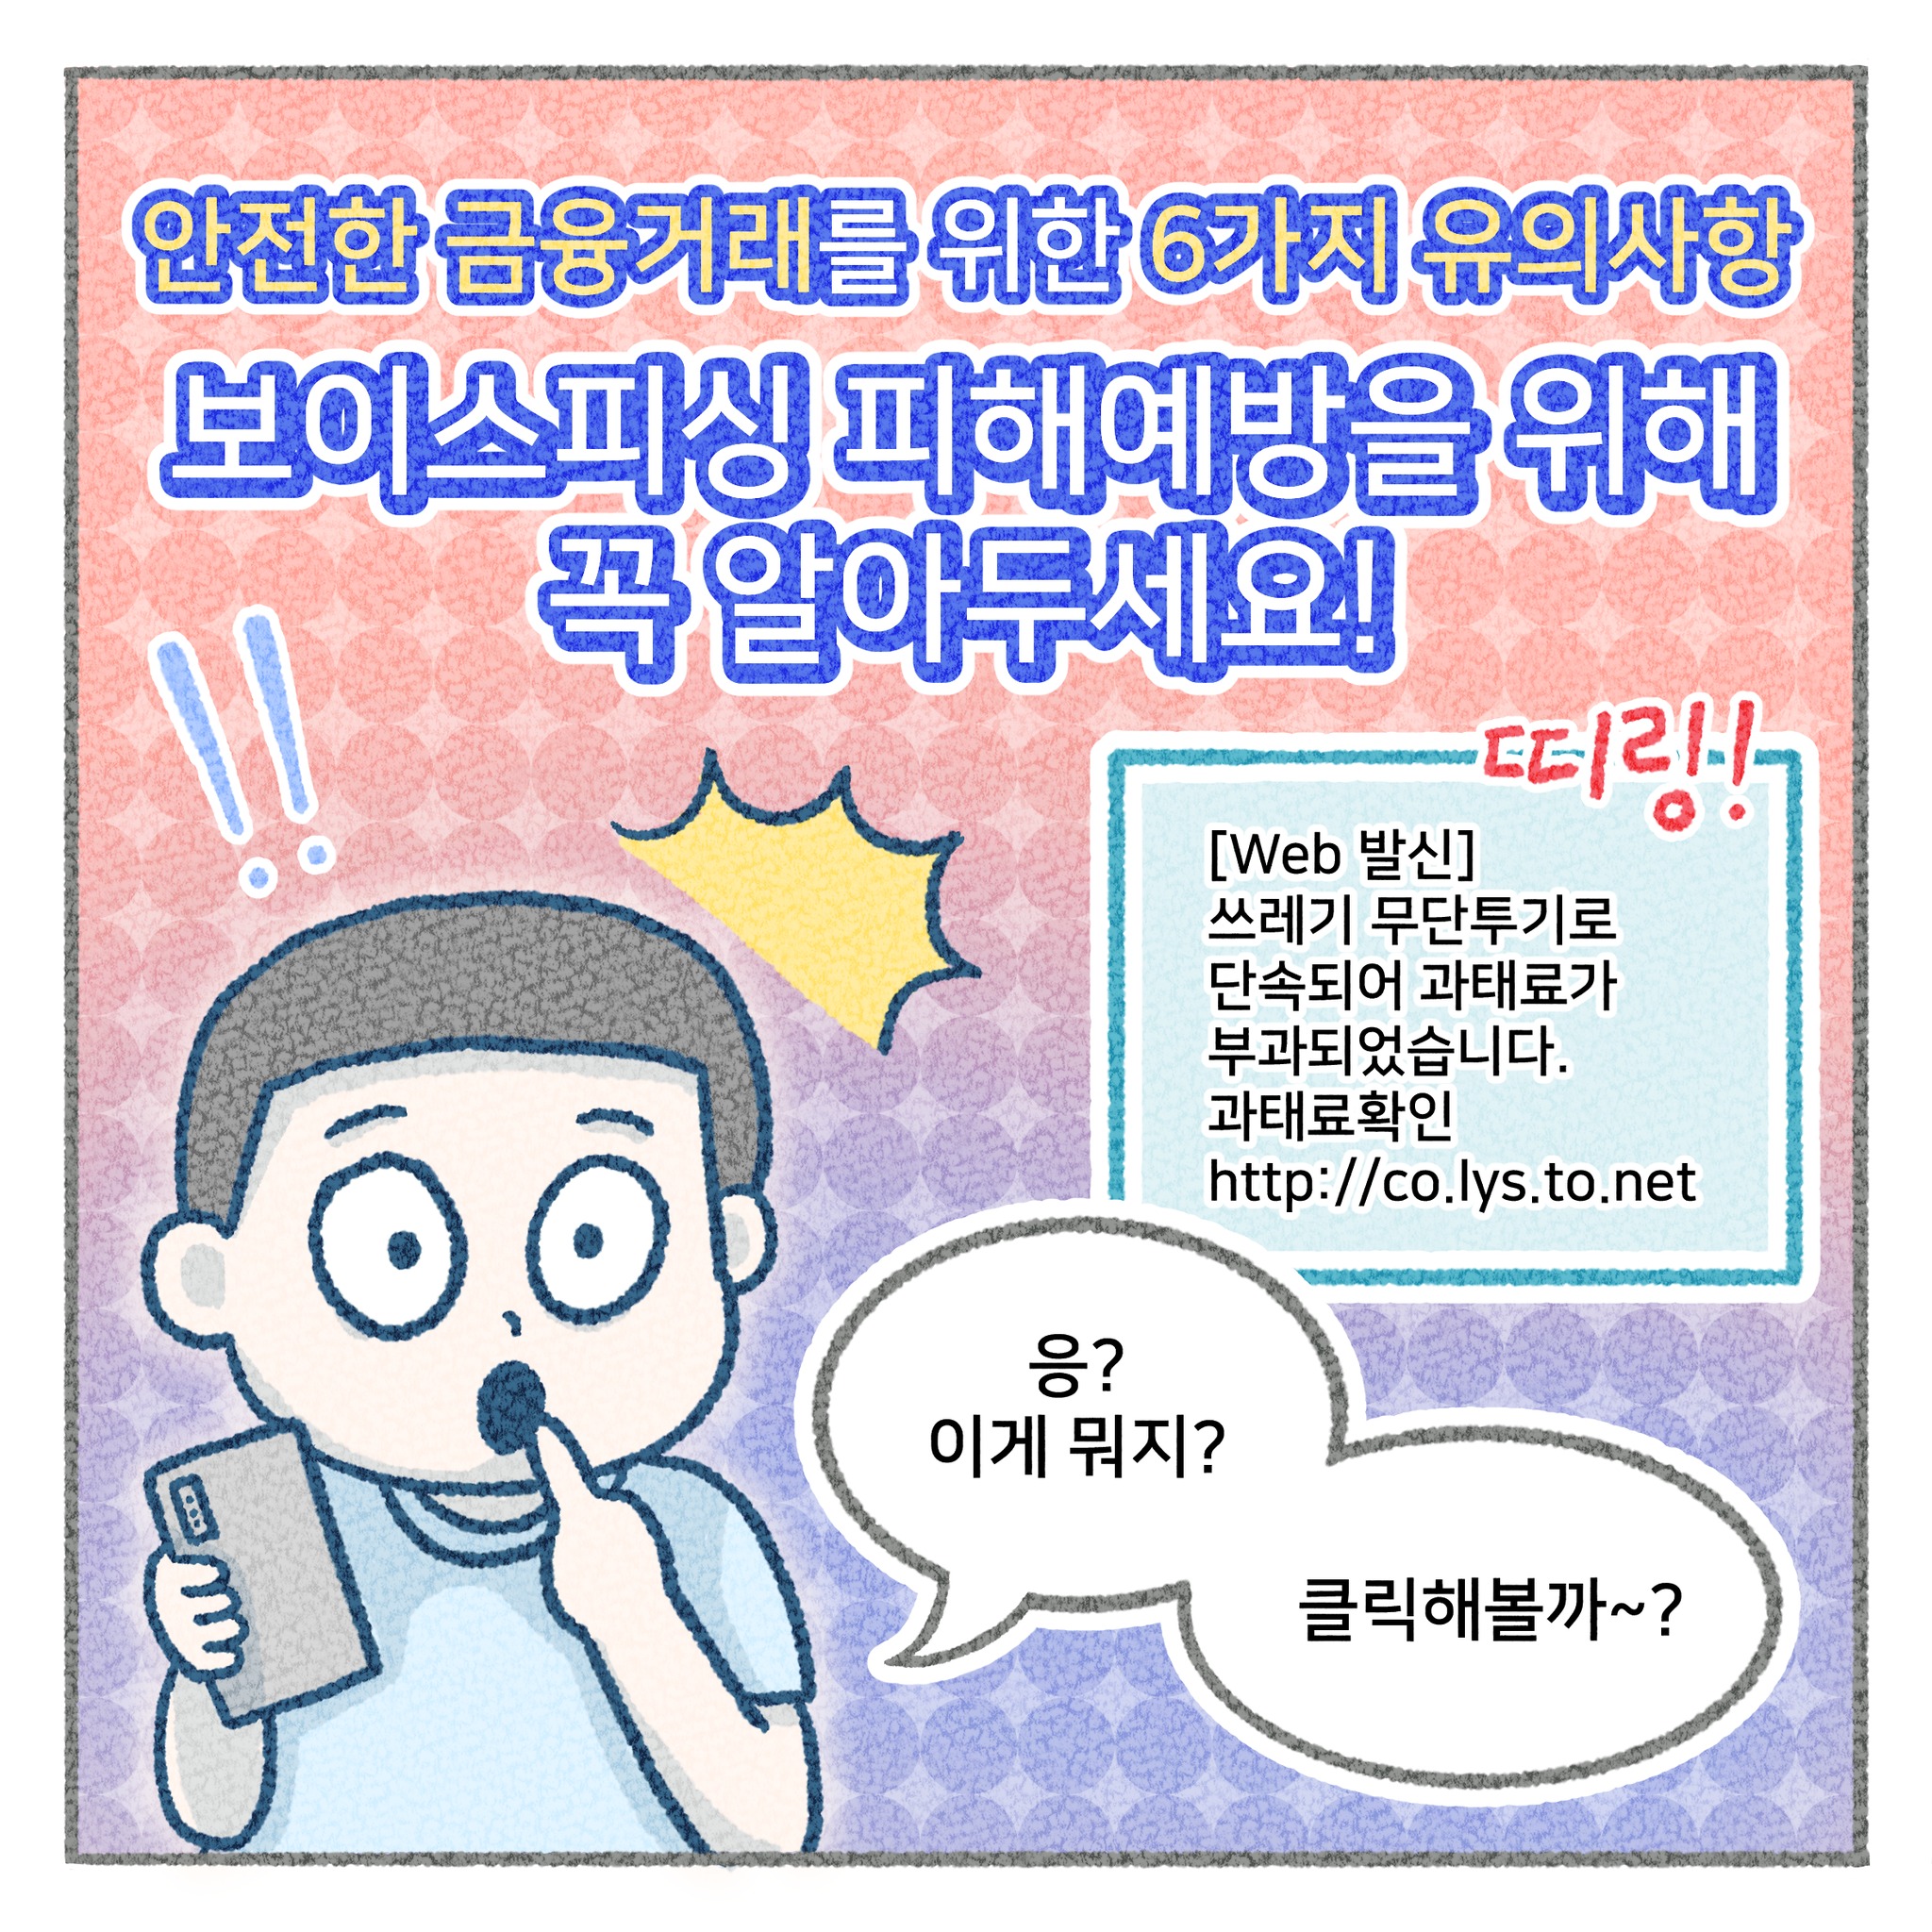 안전한 금융거래를 위한 6가지 유의사항
보이스피싱 피해예방을 위해
꼭 알아두세요!
띠링!
[Web 발신]
쓰레기 무단투기로
단속되어 과태료가
부과되었습니다.
과태료확인
http://co.lys.to.net
응?
이게 뭐지?
클릭해볼까~?